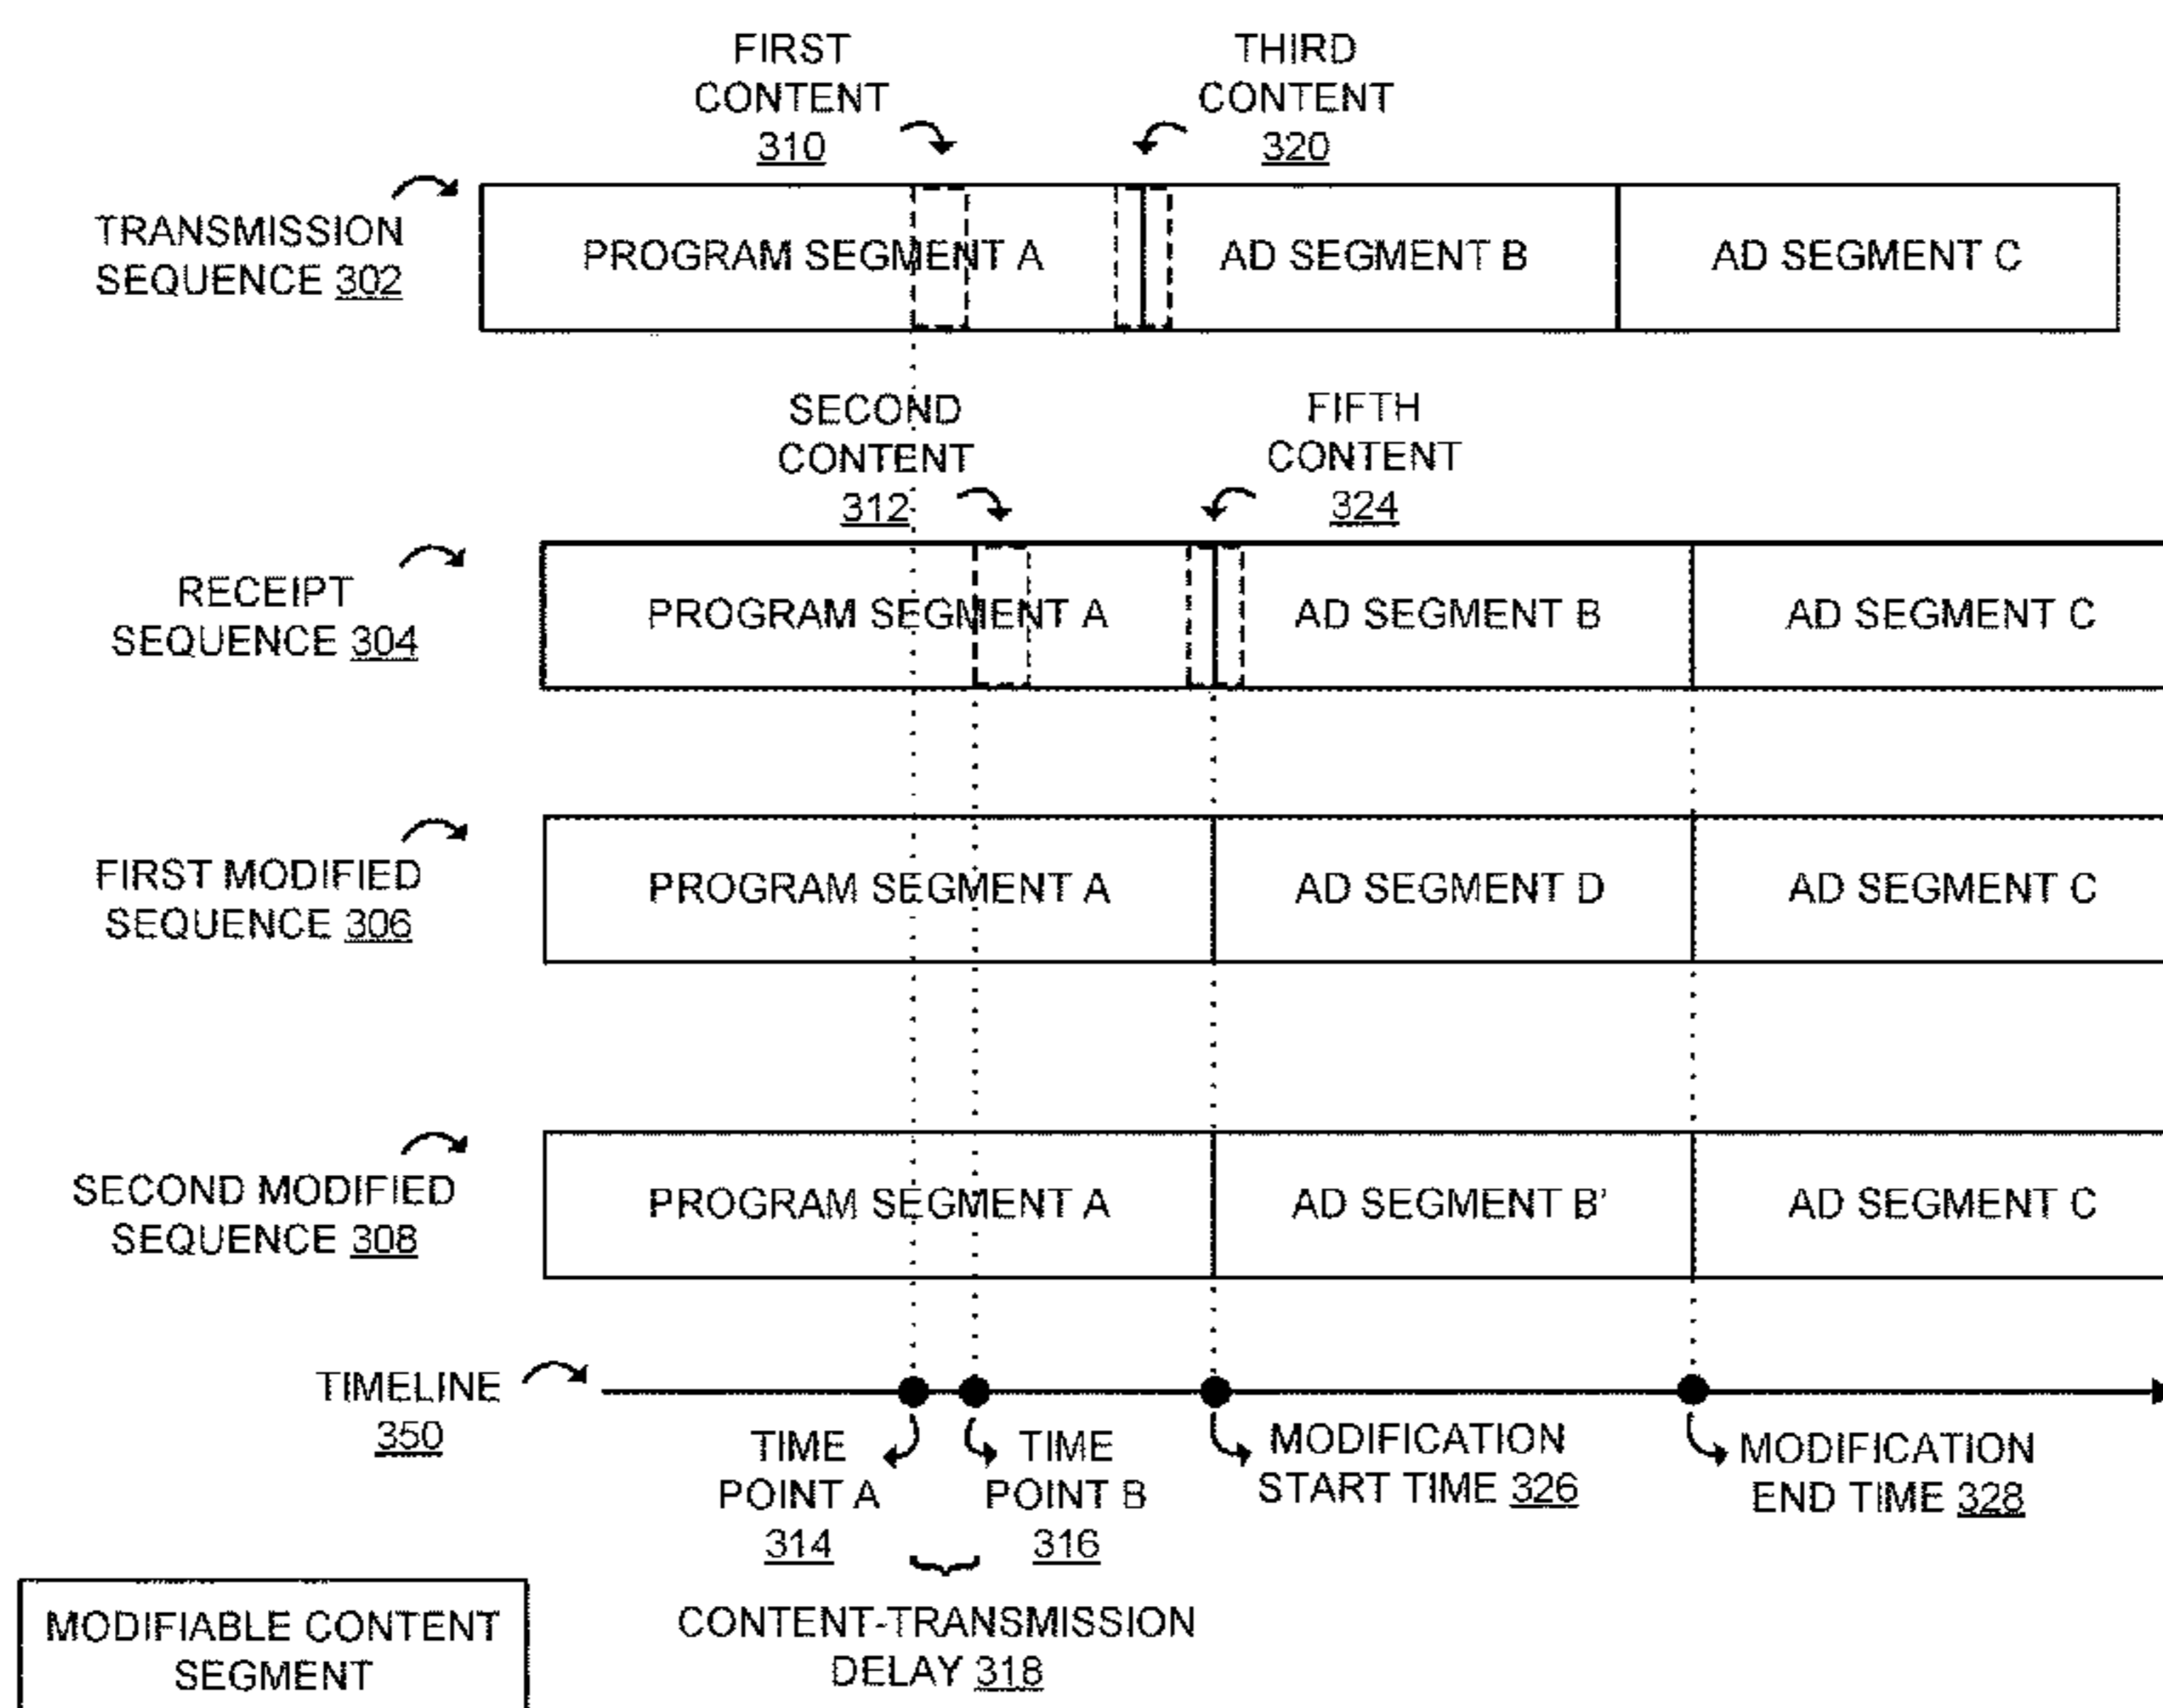 FIRST
CONTENT
310
THIRD
CONTENT
320
TRANSMISSION
SEQUENCE 302
PROGRAM SEGMENT A
AD SEGMENT B
AD SEGMENT C
SECOND
CONTENT
312
FIFTH
CONTENT
324
RECEIPT
SEQUENCE 304
PROGRAM SEGMENT A
AD SEGMENT B
AD SEGMENT C
FIRST MODIFIED
SEQUENCE 306
PROGRAM SEGMENT A
AD SEGMENT D
AD SEGMENT C
SECOND MODIFIED
SEQUENCE 308
PROGRAM SEGMENT A
AD SEGMENT B'
AD SEGMENT C
TIMELINE
350
TIME
POINT A
314
TIME
POINT B
316
MODIFICATION
START TIME 326
MODIFICATION
END TIME 328
CONTENT-TRANSMISSION
DELAY 318
MODIFIABLE CONTENT
SEGMENT